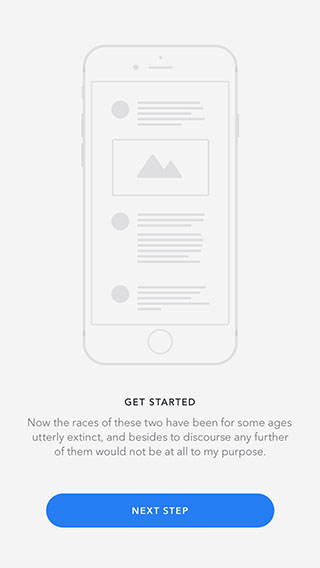 GET STARTED
Now the races of these two have been for some ages
utterly extinct, and besides to discourse any further
of them would not be at all to my purpose.
NEXT STEP